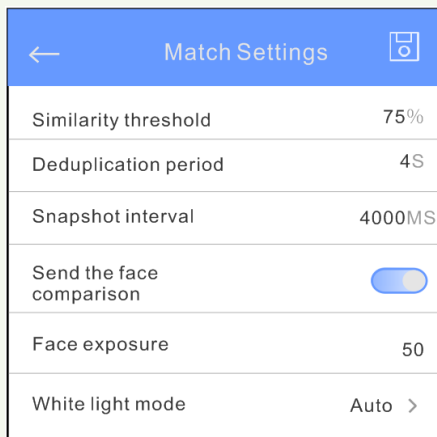 Match Settings
Similarity threshold 75%
Deduplication period 4S
Snapshot interval 4000MS
Send the face
comparison
Face exposure 50
White light mode Auto >